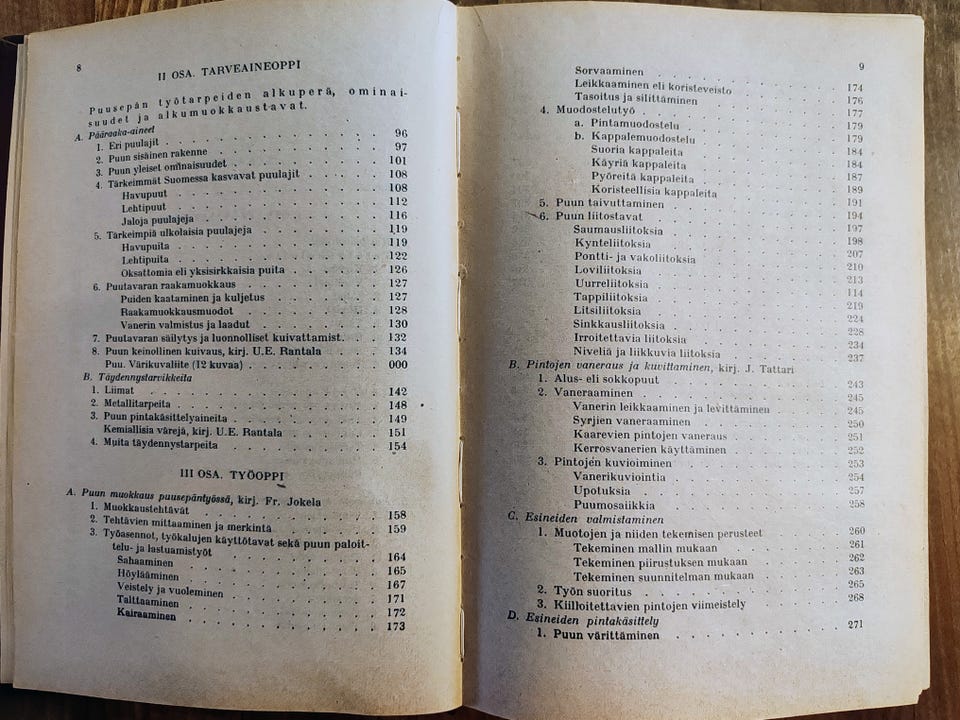 8
II OSA. TARVEAINEOPPI
Puusepän työtarpeiden alkuperä, ominai-
suudet ja alkumuokkaustavat.
A. Pääraaka-aineet
1. Eri puulajit . . . . . 96
2. Puun sisäinen rakenne . . . . . 97
3. Puun yleiset ominaisuudet . . . . . 101
4. Tärkeimmät Suomessa kasvavat puulajit . . . . . 108
Havupuut . . . . . 108
Lehtipuut . . . . . 112
Jaloja puulajeja . . . . . 116
5. Tärkeimpiä ulkolaisia puulajeja . . . . . 119
Havupuita . . . . . 119
Lehtipuita . . . . . 122
Oksattomia eli yksisirkkaisia puita . . . . . 126
6. Puutavaran raakamuokkaus . . . . . 127
Puiden kaataminen ja kuljetus . . . . . 127
Raakamuokkausmuodot . . . . . 128
Vanerin valmistus ja laadut . . . . . 130
7. Puutavaran säilytys ja luonnolliset kuivattamist. . . . . . 132
8. Puun keinollinen kuivaus, kirj. U.E. Rantala . . . . . 134
Puu. Värikuvaliite (12 kuvaa) . . . . . 000
B. Täydennystarvikkeita
1. Liimat . . . . . 142
2. Metallitarpeita . . . . . 148
3. Puun pintakäsittelyaineita . . . . . 149
Kemiallisia värejä, kirj. U.E. Rantala . . . . . 151
4. Muita täydennystarpeita . . . . . 154
III OSA. TYÖOPPI
A. Puun muokkaus puusepäntyössä, kirj. Fr. Jokela
1. Muokkaustehtävät . . . . . 158
2. Tehtävien mittaaminen ja merkintä . . . . . 159
3. Työasennot, työkalujen käyttötavat sekä puun paloit-
telu- ja lastuamistyöt . . . . . 164
Sahaaminen . . . . . 165
Höylääminen . . . . . 167
Veistely ja vuoleminen . . . . . 171
Talttaaminen . . . . . 172
Kairaaminen . . . . . 173
9
Sorvaaminen . . . . . 174
Leikkaaminen eli koristeveisto . . . . . 176
Tasoitus ja silittäminen . . . . . 177
4. Muodostelutyö . . . . . 179
a. Pintamuodostelu . . . . . 179
b. Kappalemuodostelu . . . . . 184
Suoria kappaleita . . . . . 184
Käyriä kappaleita . . . . . 187
Pyöreitä kappaleita . . . . . 189
Koristeellisia kappaleita . . . . . 191
5. Puun taivuttaminen . . . . . 194
6. Puun liitostavat . . . . . 197
Saumausliitoksia . . . . . 198
Kynteliitoksia . . . . . 207
Pontti- ja vakoliitoksia . . . . . 210
Loviliitoksia . . . . . 213
Uurreliitoksia . . . . . 114
Tappiliitoksia . . . . . 219
Litsiliitoksia . . . . . 224
Sinkkausliitoksia . . . . . 228
Irroitettavia liitoksia . . . . . 234
Niveliä ja liikkuvia liitoksia . . . . . 237
B. Pintojen vaneraus ja kuvittaminen, kirj. J. Tattari
1. Alus- eli sokkopuut . . . . . 243
2. Vaneraaminen . . . . . 245
Vanerin leikkaaminen ja levittäminen . . . . . 245
Syrjien vaneraaminen . . . . . 250
Kaarevien pintojen vaneraus . . . . . 251
Kerrosvanerien käyttäminen . . . . . 252
3. Pintojen kuvioiminen . . . . . 253
Vanerikuviointia . . . . . 254
Upotuksia . . . . . 257
Puumosaiikkia . . . . . 258
C. Esineiden valmistaminen
1. Muotojen ja niiden tekemisen perusteet . . . . . 260
Tekeminen mallin mukaan . . . . . 261
Tekeminen piirustuksen mukaan . . . . . 262
Tekeminen suunnitelman mukaan . . . . . 263
2. Työn suoritus . . . . . 265
3. Kiilloitettavien pintojen viimeistely . . . . . 268
D. Esineiden pintakäsittely
1. Puun värittäminen . . . . . 271